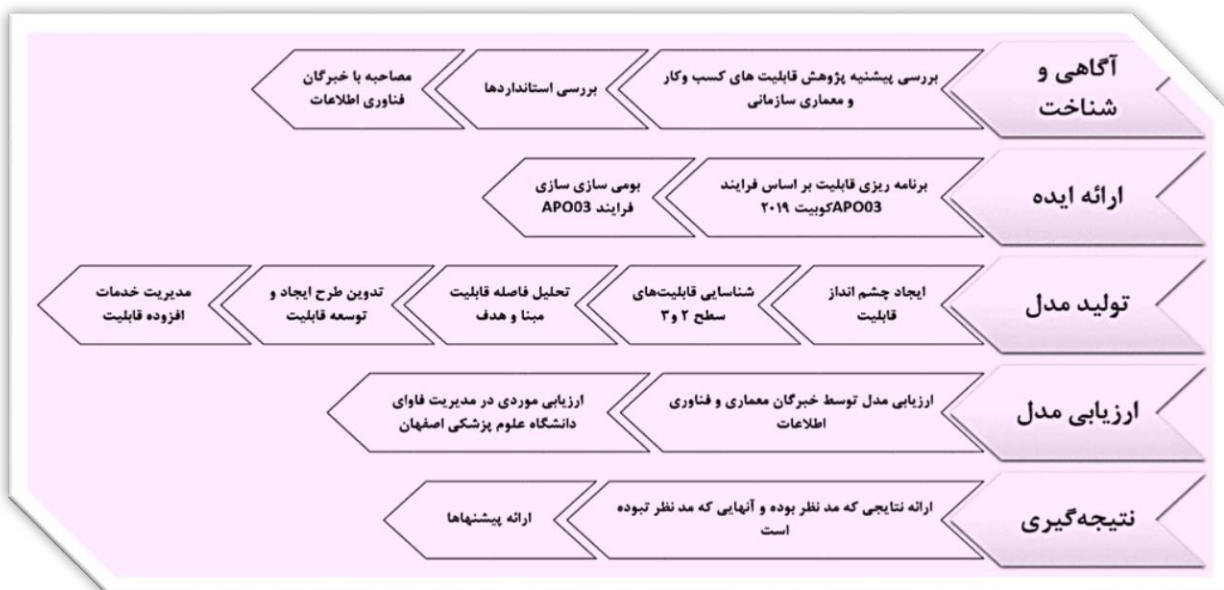 آگاهی و
شناخت
بررسی پیشنیه پژوهش قابلیت های کسب وکار
و معماری سازمانی
بررسی استانداردها
مصاحبه با خبرگان
فناوری اطلاعات
ارائه ایده
برنامه ریزی قابلیت بر اساس فرایند
APO03کوبیت ۲۰۱۹
بومی سازی سازی
فرایند APO03
تولید مدل
ایجاد چشم انداز
قابلیت
شناسایی قابلیت‌های
سطح ۲ و۳
تحلیل فاصله قابلیت
مبنا و هدف
تدوین طرح ایجاد و
توسعه قابلیت
مدیریت خدمات
افزوده قابلیت
ارزیابی مدل
ارزیابی مدل توسط خبرگان معماری و فناوری
اطلاعات
ارزیابی موردی در مدیریت فاوای
دانشگاه علوم پزشکی اصفهان
نتیجه‌گیری
ارائه نتایجی که مد نظر بوده و آنهایی که مد نظر نبوده
است
ارائه پیشنهاها